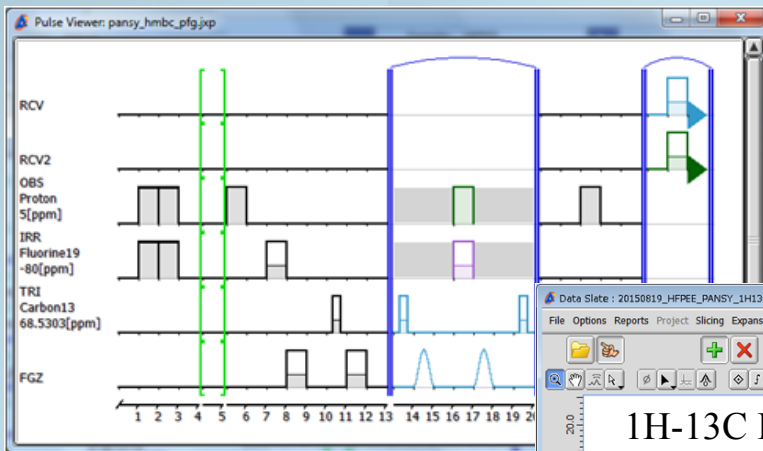 Pulse Viewer: pansy_hmbc_pfg.jxp
RCV
RCV2
OBS
Proton
5[ppm]
IRR
Fluorine19
-80[ppm]
TRI
Carbon13
68.5303[ppm]
FGZ
1 2 3 4 5 6 7 8 9 10 11 12 13 14 15 16 17 18 19 20
Data Slate : 20150819_HFPEE_PANSY_1H13
File Options Reports Project Slicing Expans
20.0
1H-13C